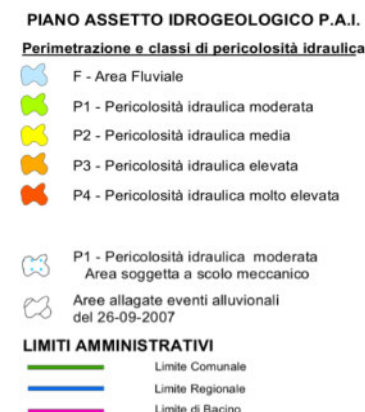 PIANO ASSETTO IDROGEOLOGICO P.A.I.
Perimetrazione e classi di pericolosità idraulica
F - Area Fluviale
P1 - Pericolosità idraulica moderata
P2 - Pericolosità idraulica media
P3 - Pericolosità idraulica elevata
P4 - Pericolosità idraulica molto elevata
P1 - Pericolosità idraulica moderata
Area soggetta a scolo meccanico
Aree allagate eventi alluvionali
del 26-09-2007
LIMITI AMMINISTRATIVI
Limite Comunale
Limite Regionale
Limite di Bacino